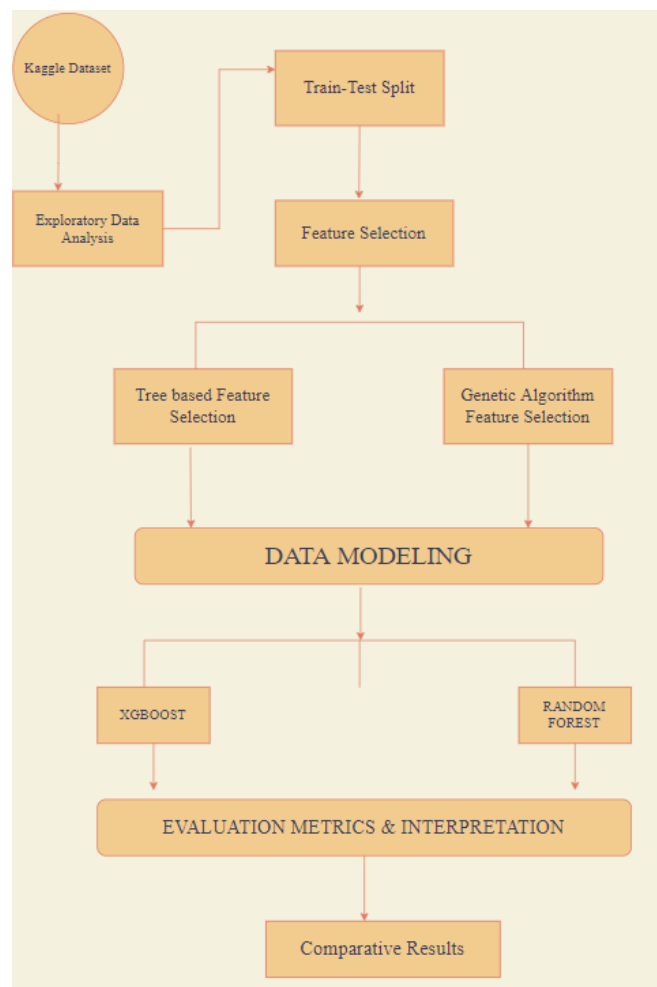 Kaggle Dataset
Train-Test Split
Exploratory Data
Analysis
Feature Selection
Tree based Feature
Selection
Genetic Algorithm
Feature Selection
DATA MODELING
XGBOOST
RANDOM
FOREST
EVALUATION METRICS & INTERPRETATION
Comparative Results